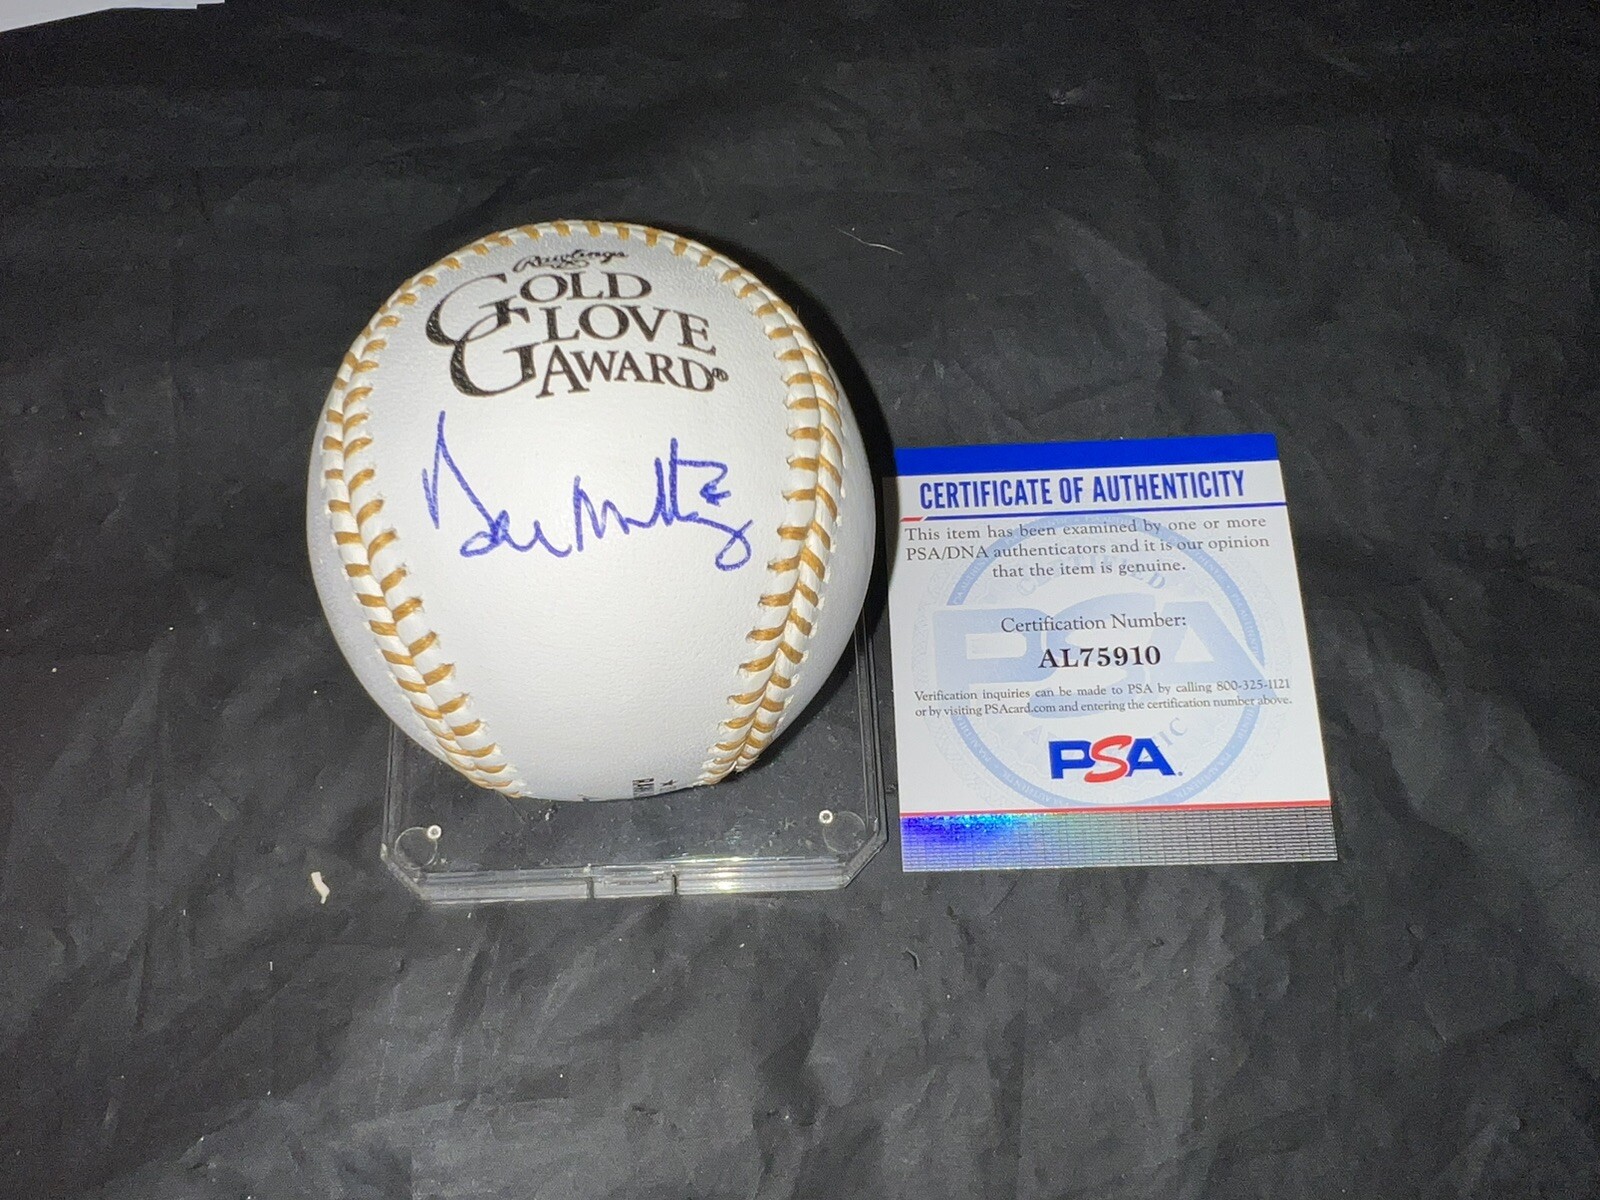 Rawlings
GOLD
GLOVE
AWARD®
CERTIFICATE OF AUTHENTICITY
This item has been examined by one or more
PSA/DNA authenticators and it is our opinion
that the item is genuine.
Certification Number:
AL75910
Verification inquiries can be made to PSA by calling 800-325-1121
or by visiting PSAcard.com and entering the certification number above.
PSA